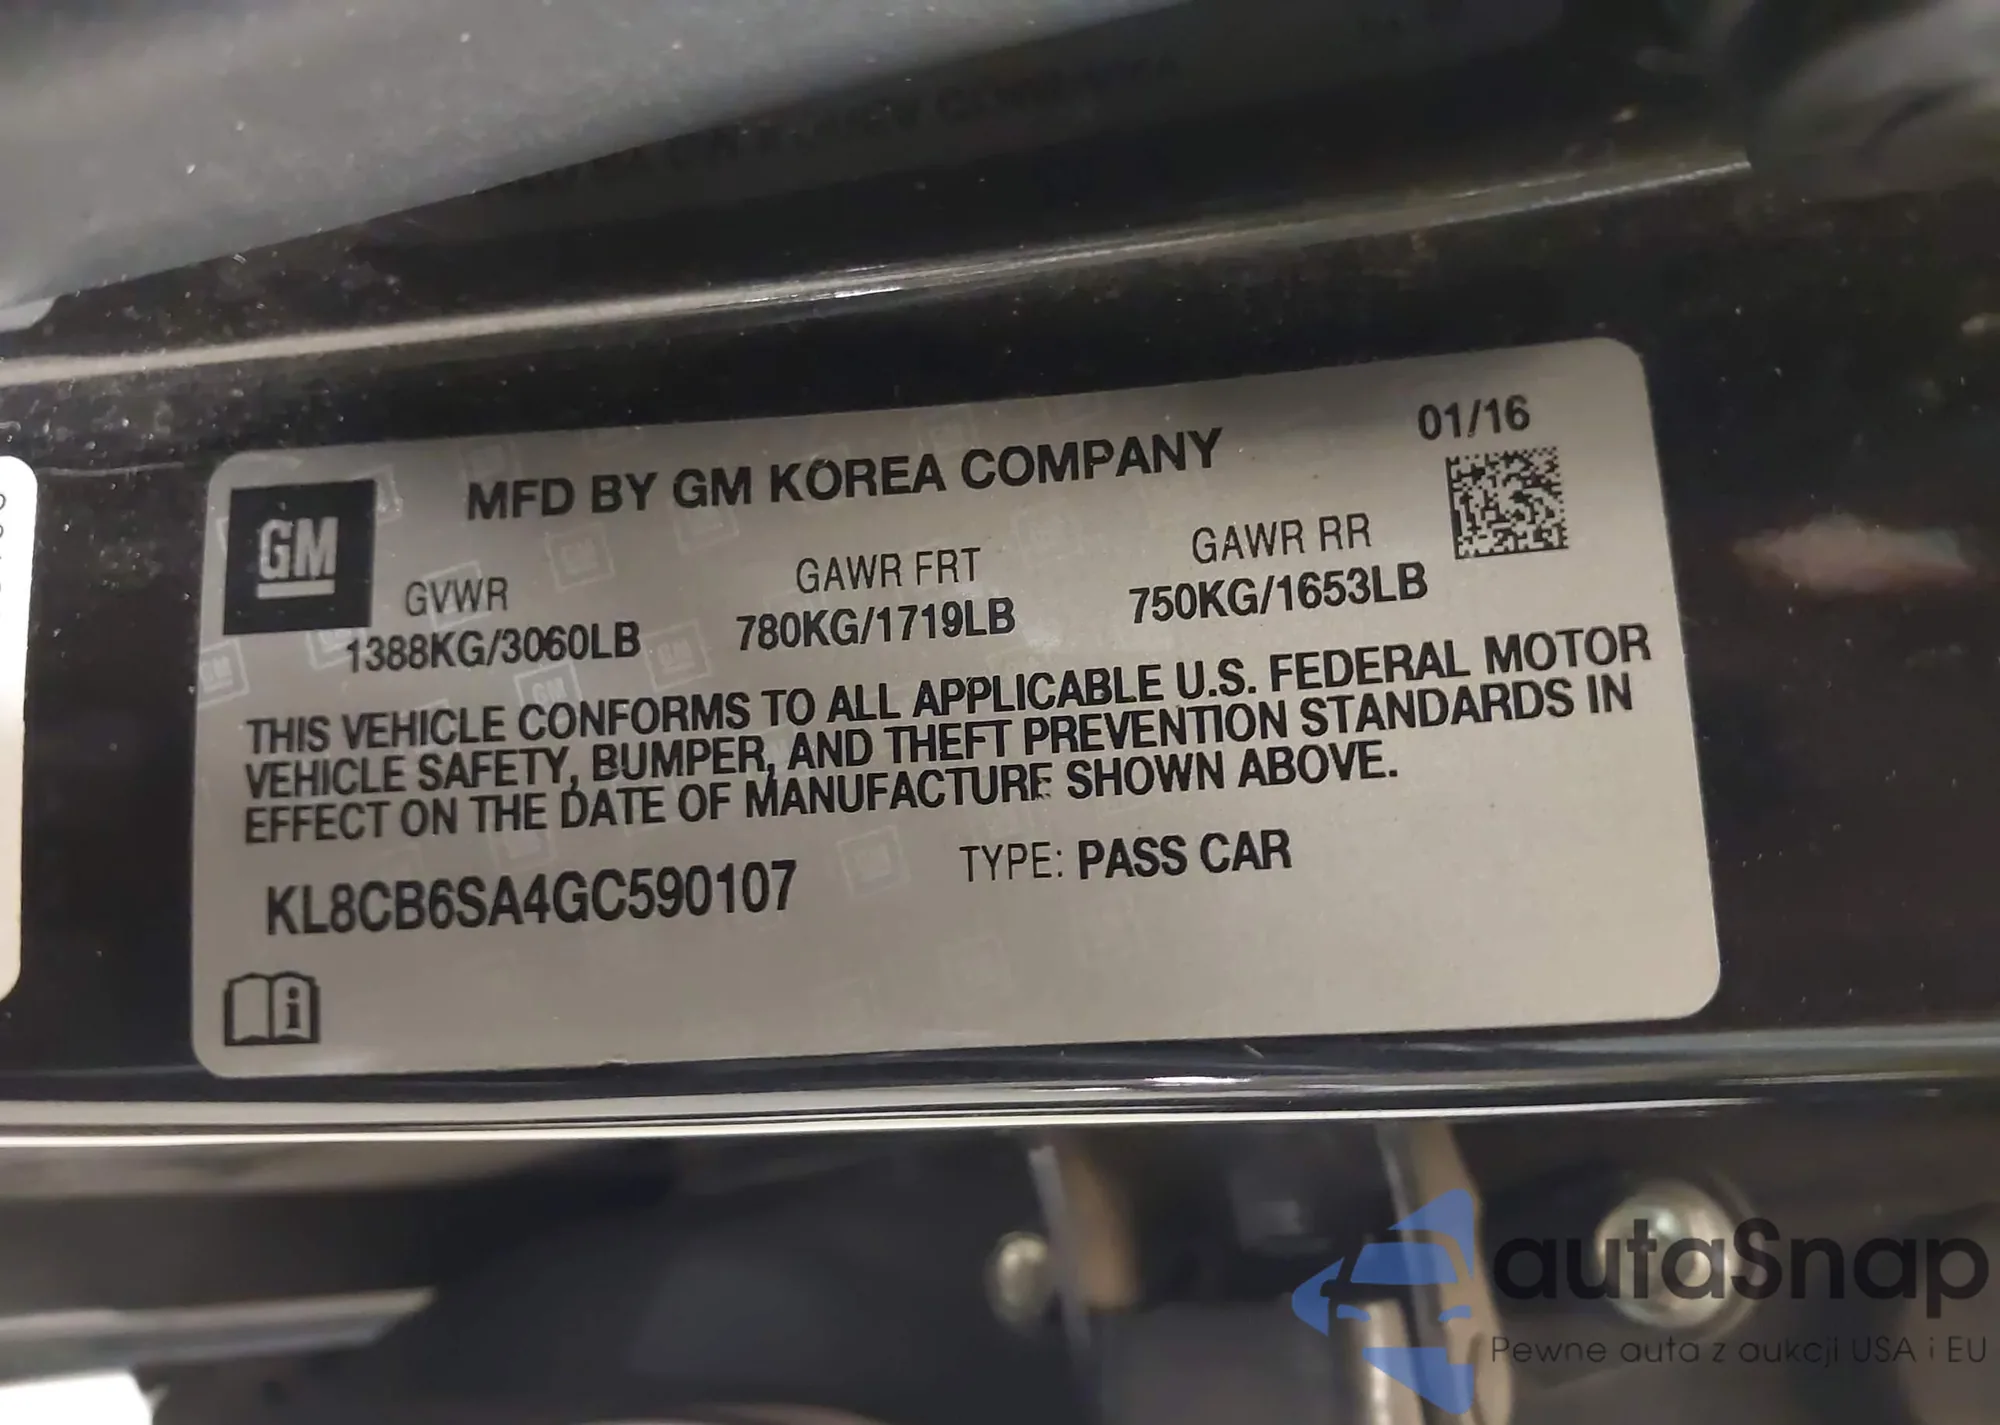 01/16
MFD BY GM KOREA COMPANY
GM
GVWR
1388KG/3060LB
GAWR FRT
780KG/1719LB
GAWR RR
750KG/1653LB
THIS VEHICLE CONFORMS TO ALL APPLICABLE U.S. FEDERAL MOTOR
VEHICLE SAFETY, BUMPER, AND THEFT PREVENTION STANDARDS IN
EFFECT ON THE DATE OF MANUFACTURE SHOWN ABOVE.
KL8CB6SA4GC590107
TYPE: PASS CAR
i
autaSnap
Pewne auta z aukcji USA i EU